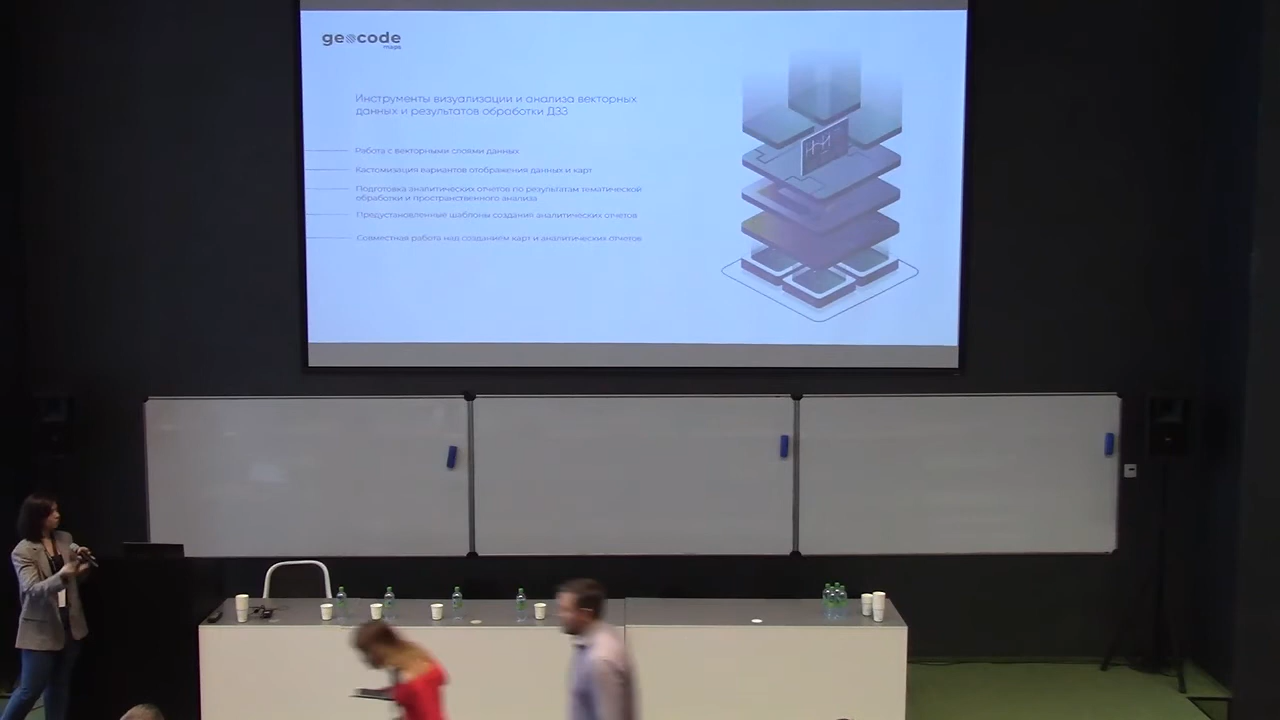 geocode
maps
Инструменты визуализации и анализа векторных
данных и результатов обработки ДЗЗ
Работа с векторными слоями данных
Кастомизация вариантов отображения данных и карт
Подготовка аналитических отчетов по результатам тематической
обработки и пространственного анализа
Предустановленные шаблоны создания аналитических отчетов
Совместная работа над созданием карт и аналитических отчетов